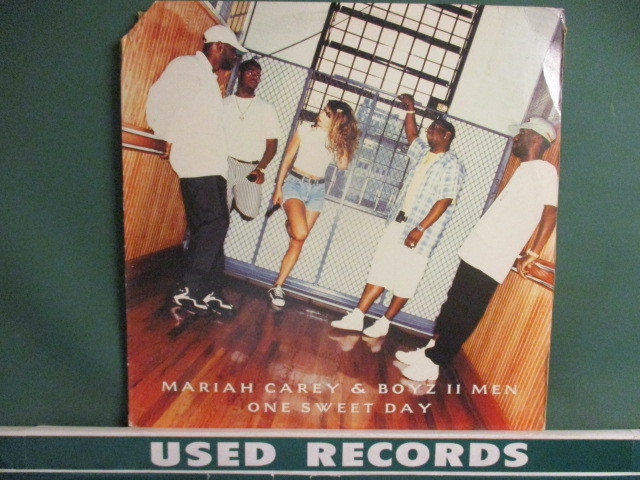 MARIAH CAREY & BOYZ II MEN
ONE SWEET DAY
USED RECORDS